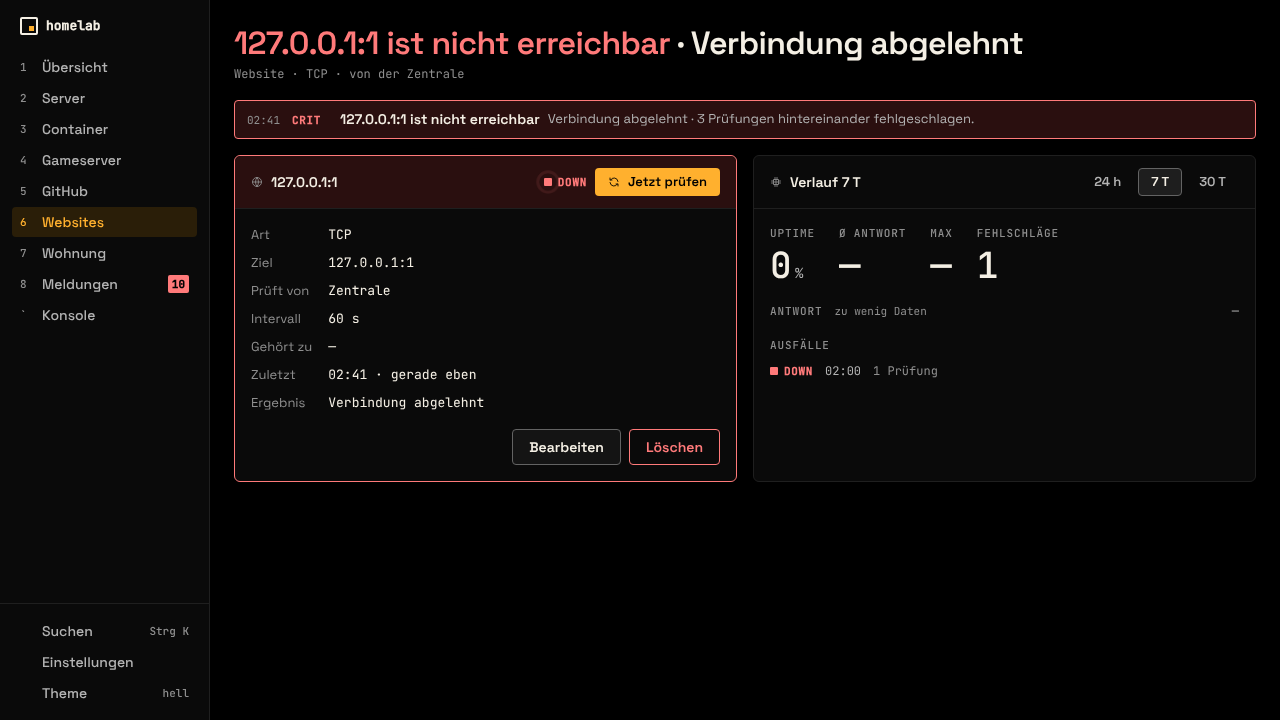 homelab
1 Übersicht
2 Server
3 Container
4 Gameserver
5 GitHub
6 Websites
7 Wohnung
8 Meldungen 10
` Konsole
Suchen Strg K
Einstellungen
Theme hell
127.0.0.1:1 ist nicht erreichbar · Verbindung abgelehnt
Website · TCP · von der Zentrale
02:41 CRIT 127.0.0.1:1 ist nicht erreichbar Verbindung abgelehnt · 3 Prüfungen hintereinander fehlgeschlagen.
127.0.0.1:1 DOWN Jetzt prüfen
Art TCP
Ziel 127.0.0.1:1
Prüft von Zentrale
Intervall 60 s
Gehört zu —
Zuletzt 02:41 · gerade eben
Ergebnis Verbindung abgelehnt
Bearbeiten Löschen
Verlauf 7 T 24 h 7 T 30 T
UPTIME Ø ANTWORT MAX FEHLSCHLÄGE
0 % — — 1
ANTWORT zu wenig Daten —
AUSFÄLLE
DOWN 02:00 1 Prüfung